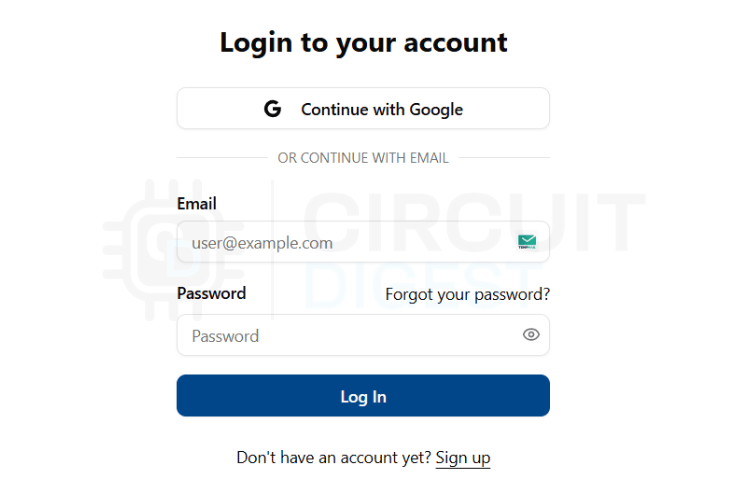 Login to your account
Continue with Google
OR CONTINUE WITH EMAIL
Email
user@example.com
Password
Forgot your password?
Password
Log In
Don't have an account yet? Sign up
CIRCUIT
DIGEST
CD